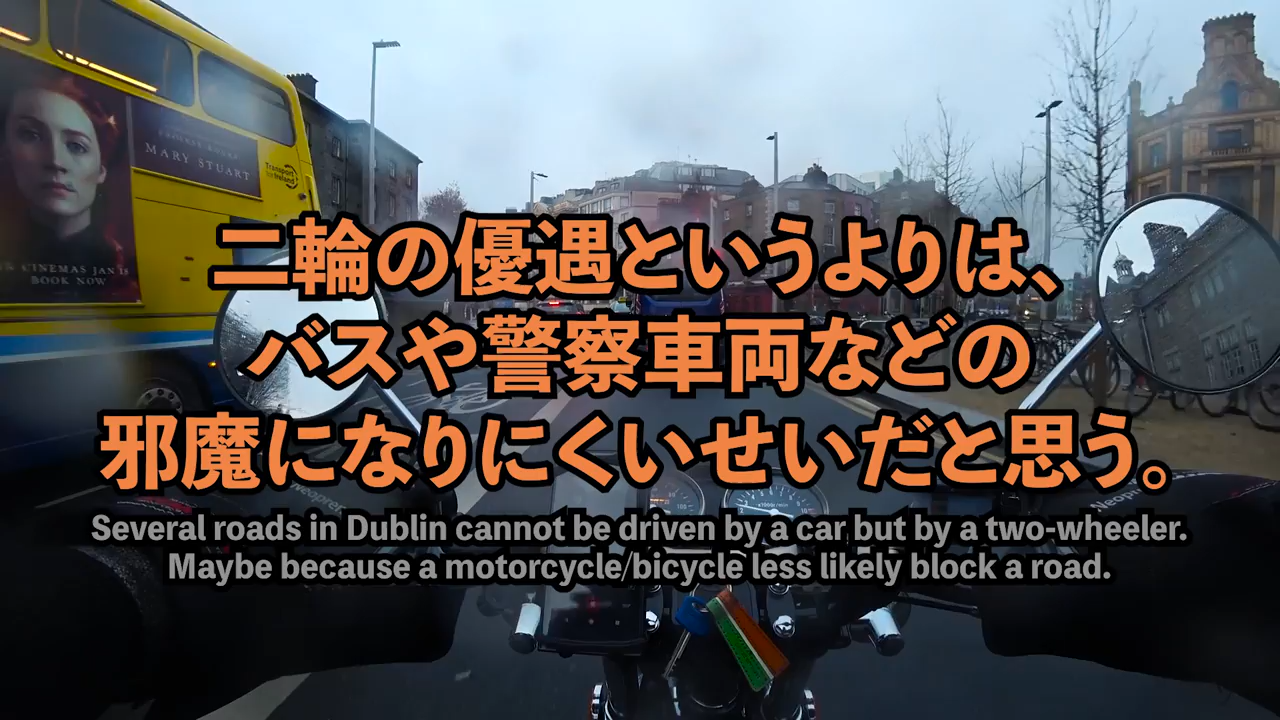 MARY STUART
Transport
for Ireland
IN CINEMAS JAN 18
BOOK NOW
二輪の優遇というよりは、
バスや警察車両などの
邪魔になりにくいせいだと思う。
Neopren
Several roads in Dublin cannot be driven by a car but by a two-wheeler.
Maybe because a motorcycle/bicycle less likely block a road.